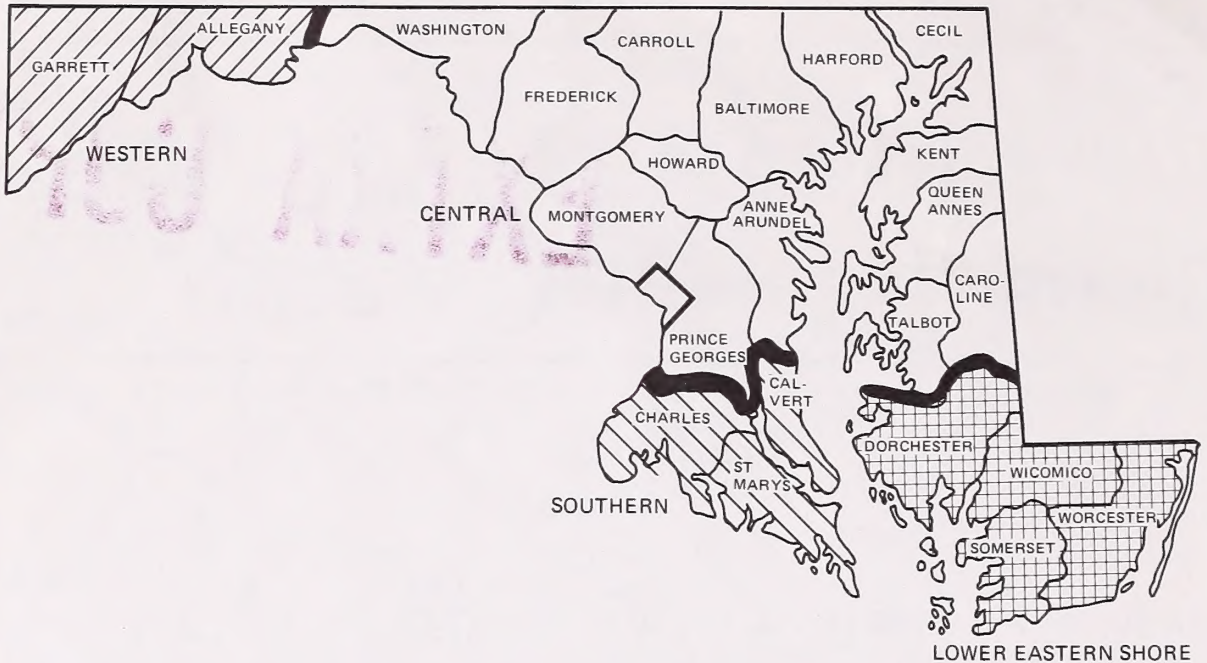 GARRETT
ALLEGANY
WASHINGTON
FREDERICK
CARROLL
BALTIMORE
HARFORD
CECIL
WESTERN
HOWARD
KENT
QUEEN
ANNES
CENTRAL
MONTGOMERY
ANNE
ARUNDEL
CARO-
LINE
TALBOT
PRINCE
GEORGES
CAL-
VERT
CHARLES
ST
MARYS
SOUTHERN
DORCHESTER
WICOMICO
WORCESTER
SOMERSET
LOWER EASTERN SHORE